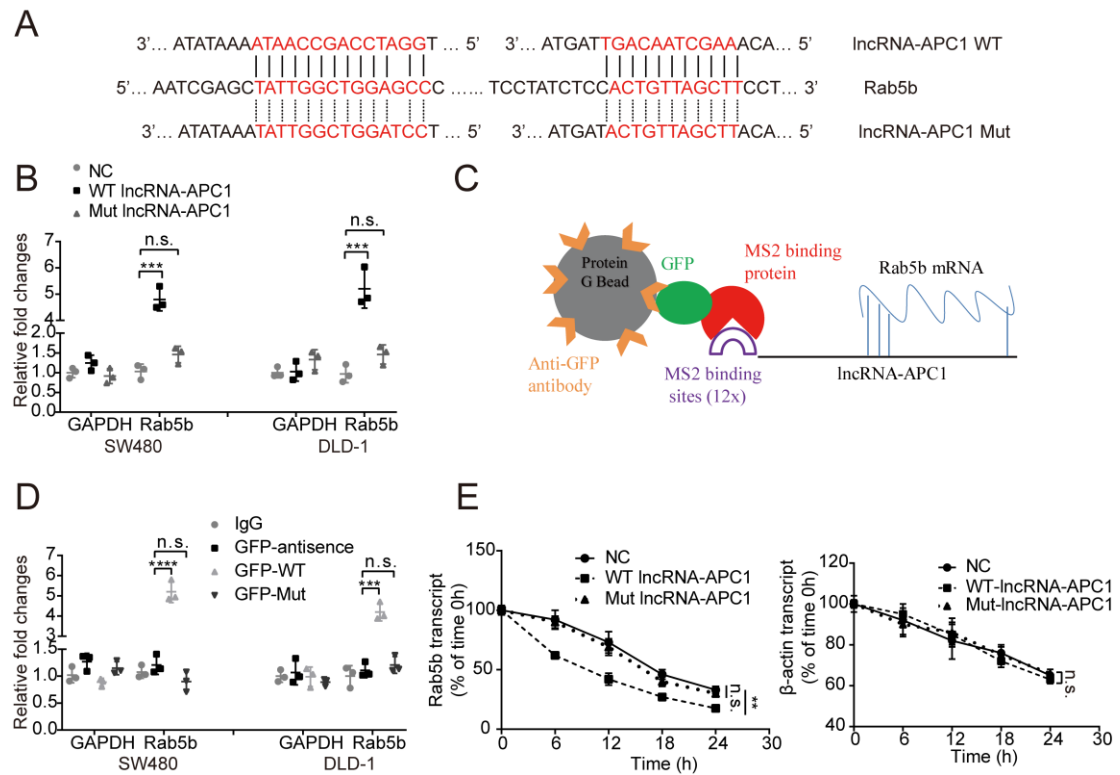 A
3'... ATATAAAATAACCGACCTAGGT ... 5' 3'... ATGATTGACAATCGAAACA... 5' lncRNA-APC1 WT
5'... AATCGAGCTATTGGCTGGAGCCC ...... TCCTATCTCCACTGTTAGCTTCCT... 3' Rab5b
3'... ATATAAATATTGGCTGGATCCT ... 5' 3'... ATGATACTGTTAGCTTACA... 5' lncRNA-APC1 Mut
B
NC
WT lncRNA-APC1
Mut lncRNA-APC1
n.s.
***
n.s.
***
Relative fold changes
7
6
5
2.0
1.5
1.0
0.5
0.0
GAPDH Rab5b
SW480
GAPDH Rab5b
DLD-1
C
Protein
G Bead
GFP
MS2 binding
protein
Rab5b mRNA
Anti-GFP
antibody
MS2 binding
sites (12x)
lncRNA-APC1
D
IgG
GFP-antisence
GFP-WT
GFP-Mut
n.s.
****
n.s.
***
Relative fold changes
7
6
5
4
3
2
1.5
1.0
0.5
0.0
GAPDH Rab5b
SW480
GAPDH Rab5b
DLD-1
E
NC
WT lncRNA-APC1
Mut lncRNA-APC1
Rab5b transcript
(% of time 0h)
150
100
50
0
n.s.
**
0 6 12 18 24 30
Time (h)
NC
WT-lncRNA-APC1
Mut-lncRNA-APC1
β-actin transcript
(% of time 0h)
120
100
80
60
40
n.s.
0 6 12 18 24 30
Time (h)